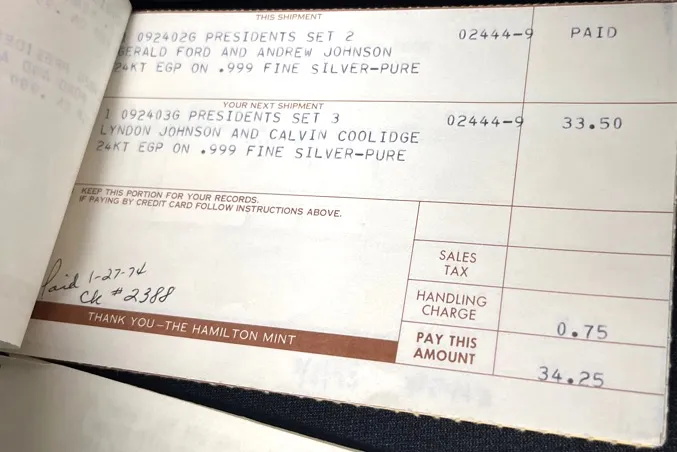 THIS SHIPMENT
1 092402G PRESIDENTS SET 2 02444-9 PAID
GERALD FORD AND ANDREW JOHNSON
24KT EGP ON .999 FINE SILVER-PURE
YOUR NEXT SHIPMENT
1 092403G PRESIDENTS SET 3 02444-9 33.50
LYNDON JOHNSON AND CALVIN COOLIDGE
24KT EGP ON .999 FINE SILVER-PURE
KEEP THIS PORTION FOR YOUR RECORDS.
IF PAYING BY CREDIT CARD FOLLOW INSTRUCTIONS ABOVE.
SALES
TAX
Paid 1-27-74
CK #2388
HANDLING
CHARGE 0.75
THANK YOU-THE HAMILTON MINT
PAY THIS
AMOUNT 34.25